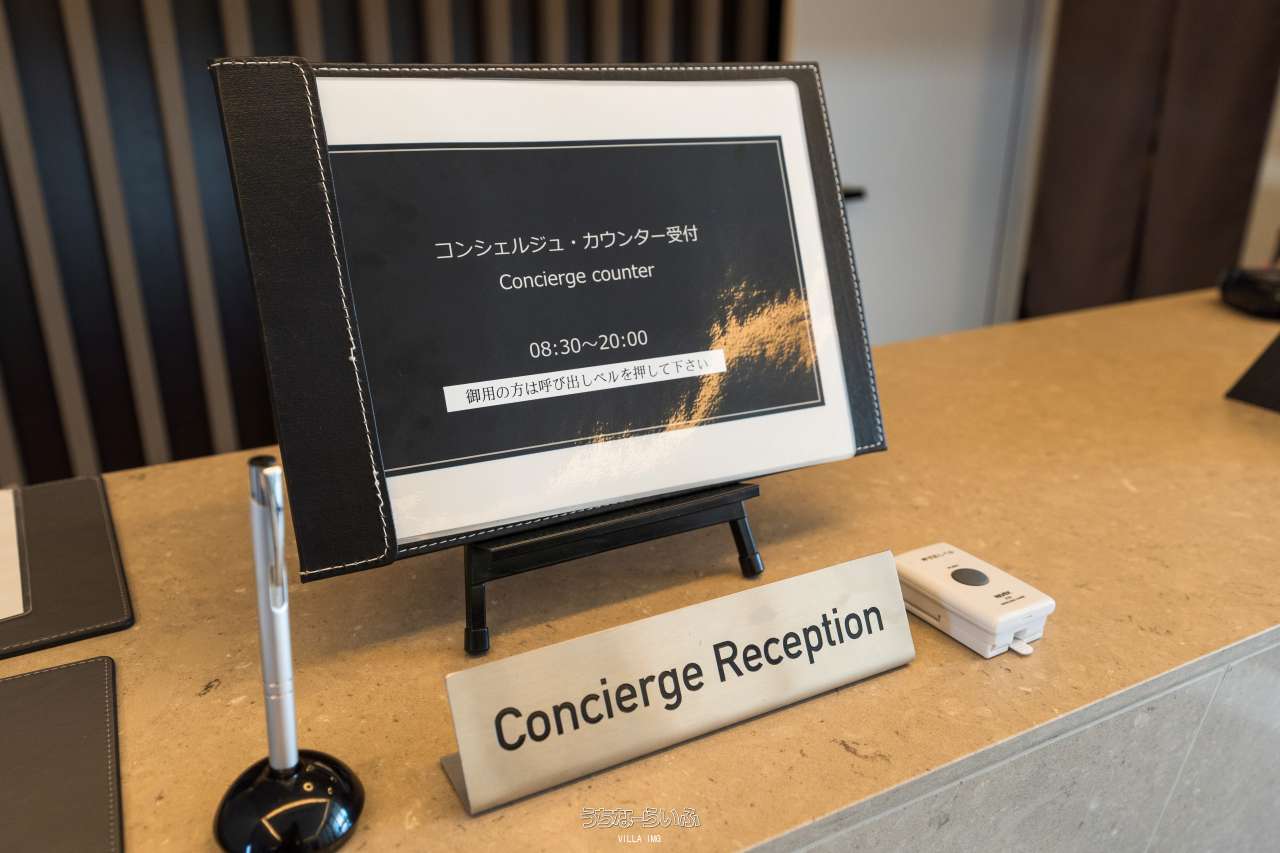 コンシェルジュ・カウンター受付
Concierge counter
08:30～20:00
御用の方は呼び出しベルを押して下さい
Concierge Reception
うちなーらいふ
VILLA IMG